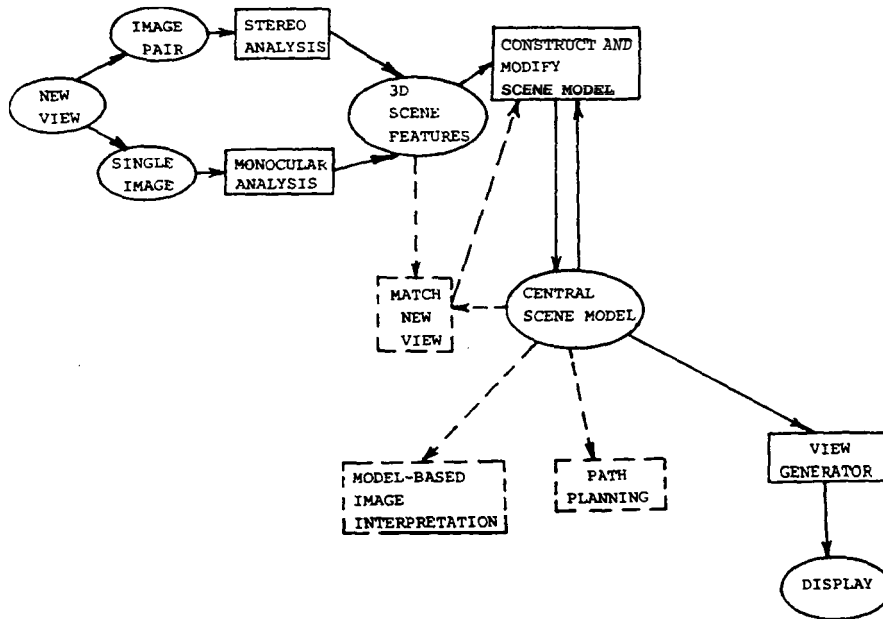 IMAGE
PAIR
STEREO
ANALYSIS
CONSTRUCT AND
MODIFY
SCENE MODEL
NEW
VIEW
3D
SCENE
FEATURES
SINGLE
IMAGE
MONOCULAR
ANALYSIS
MATCH
NEW
VIEW
CENTRAL
SCENE MODEL
MODEL-BASED
IMAGE
INTERPRETATION
PATH
PLANNING
VIEW
GENERATOR
DISPLAY